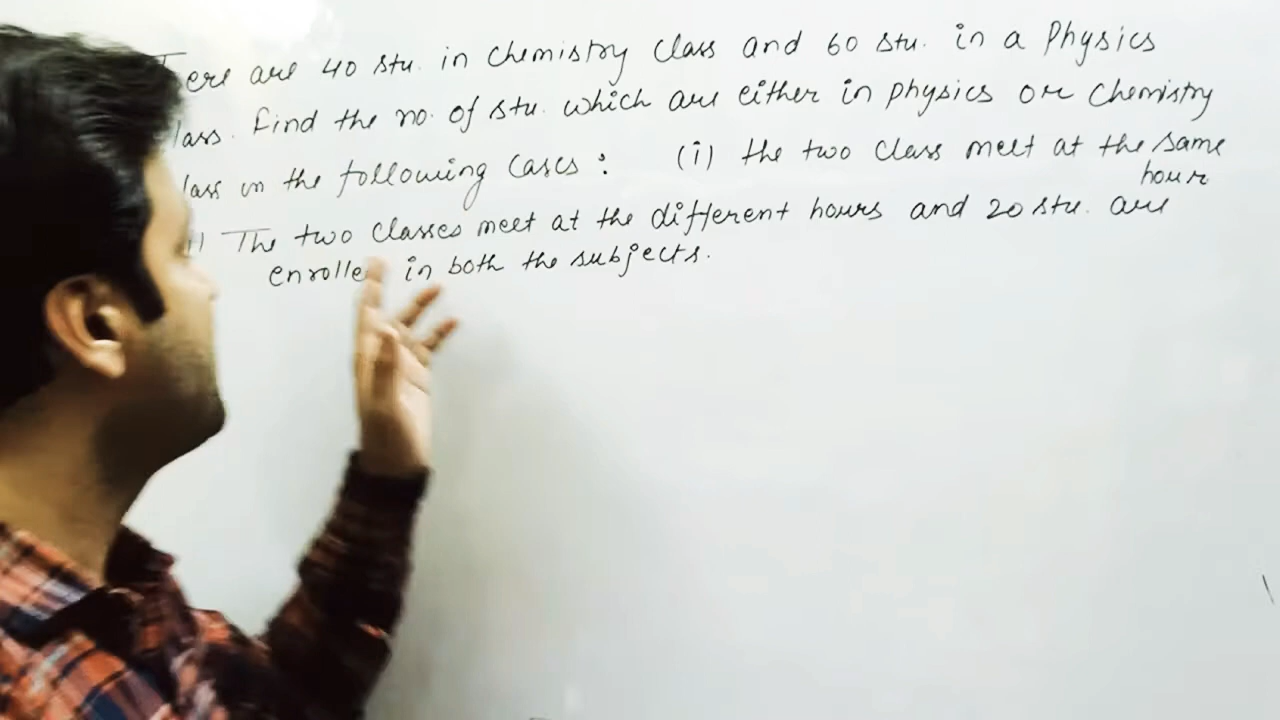 ere are 40 stu. in chemistry class and 60 stu. in a Physics
lass. Find the no. of stu. which are either in physics or chemistry
lass in the following cases: (i) the two class meet at the same
hour
i) The two classes meet at the different hours and 20 stu. are
enrolle in both the subjects.